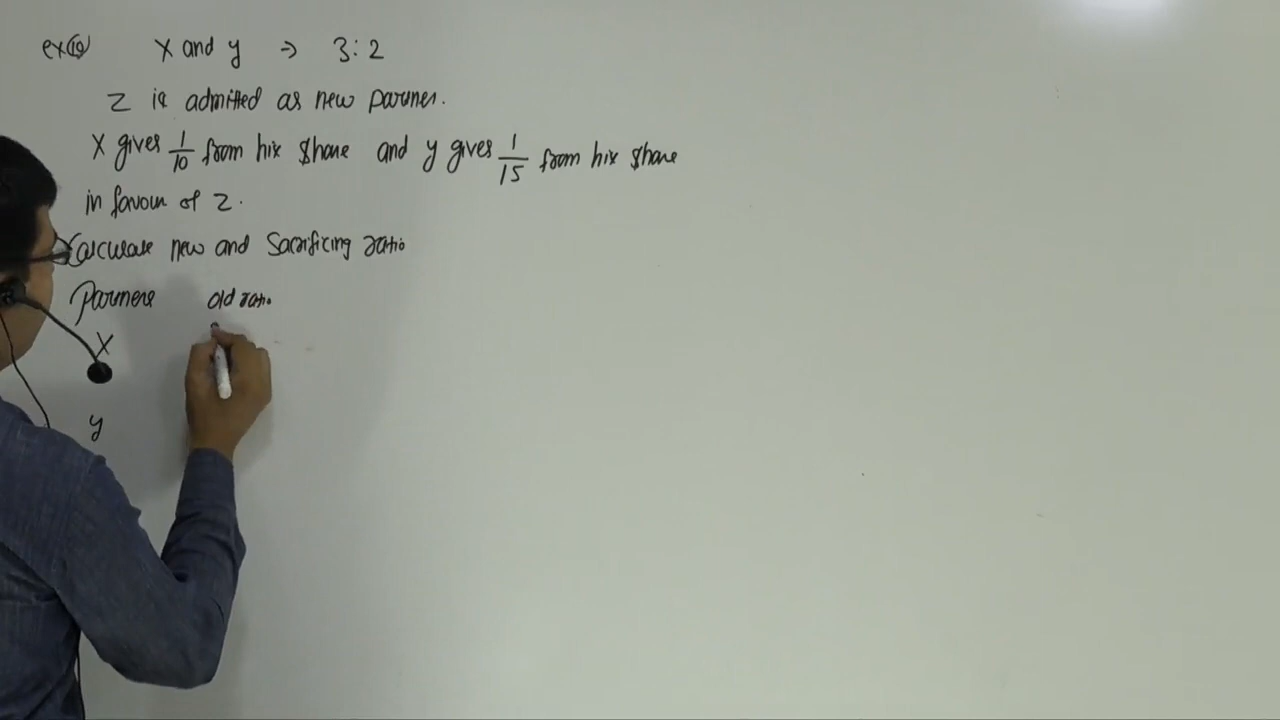 ex(10) X and y → 3:2
Z is admitted as new partner.
X gives 1/10 from his share and y gives 1/15 from his share
in favour of Z.
Calculate new and Sacrificing ratio
Partners old ratio
X
y